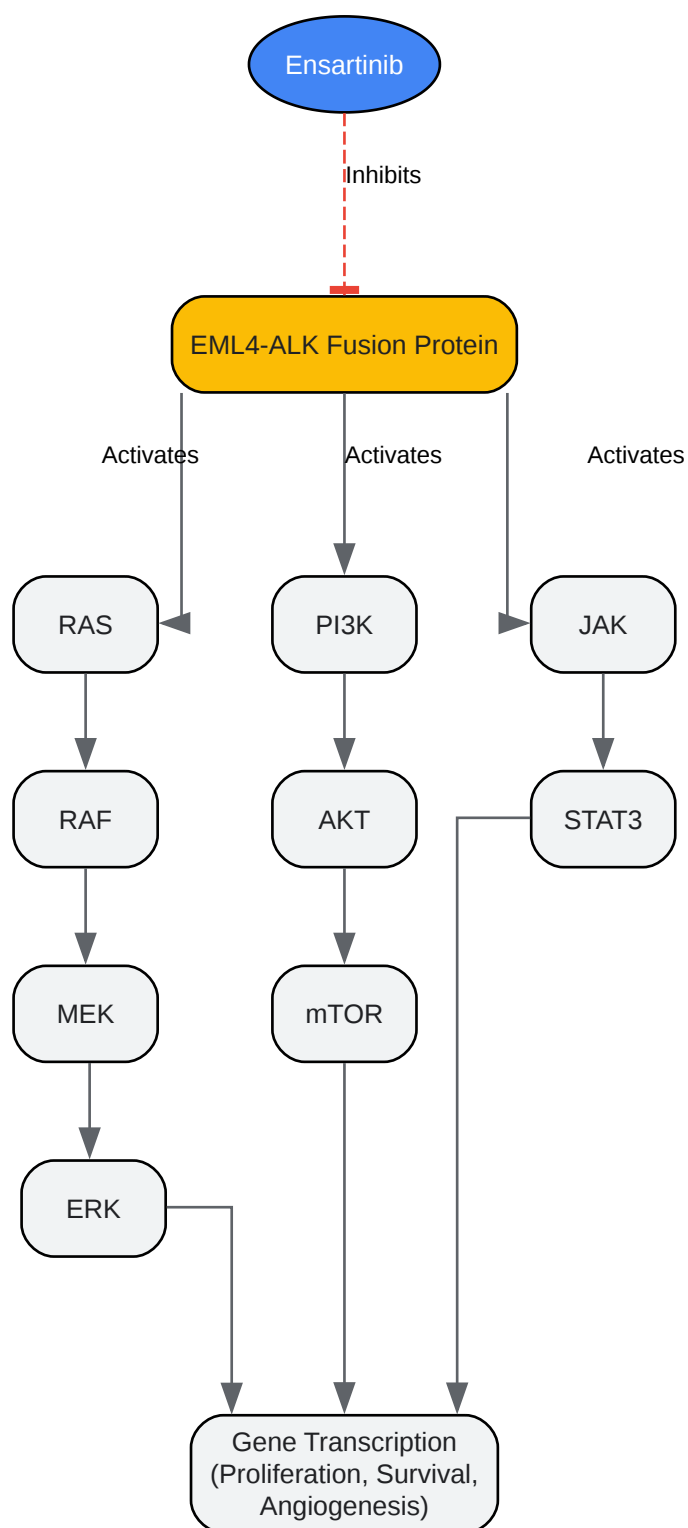 Ensartinib
Inhibits
EML4-ALK Fusion Protein
Activates
Activates
Activates
RAS
PI3K
JAK
RAF
AKT
STAT3
MEK
mTOR
ERK
Gene Transcription
(Proliferation, Survival,
Angiogenesis)